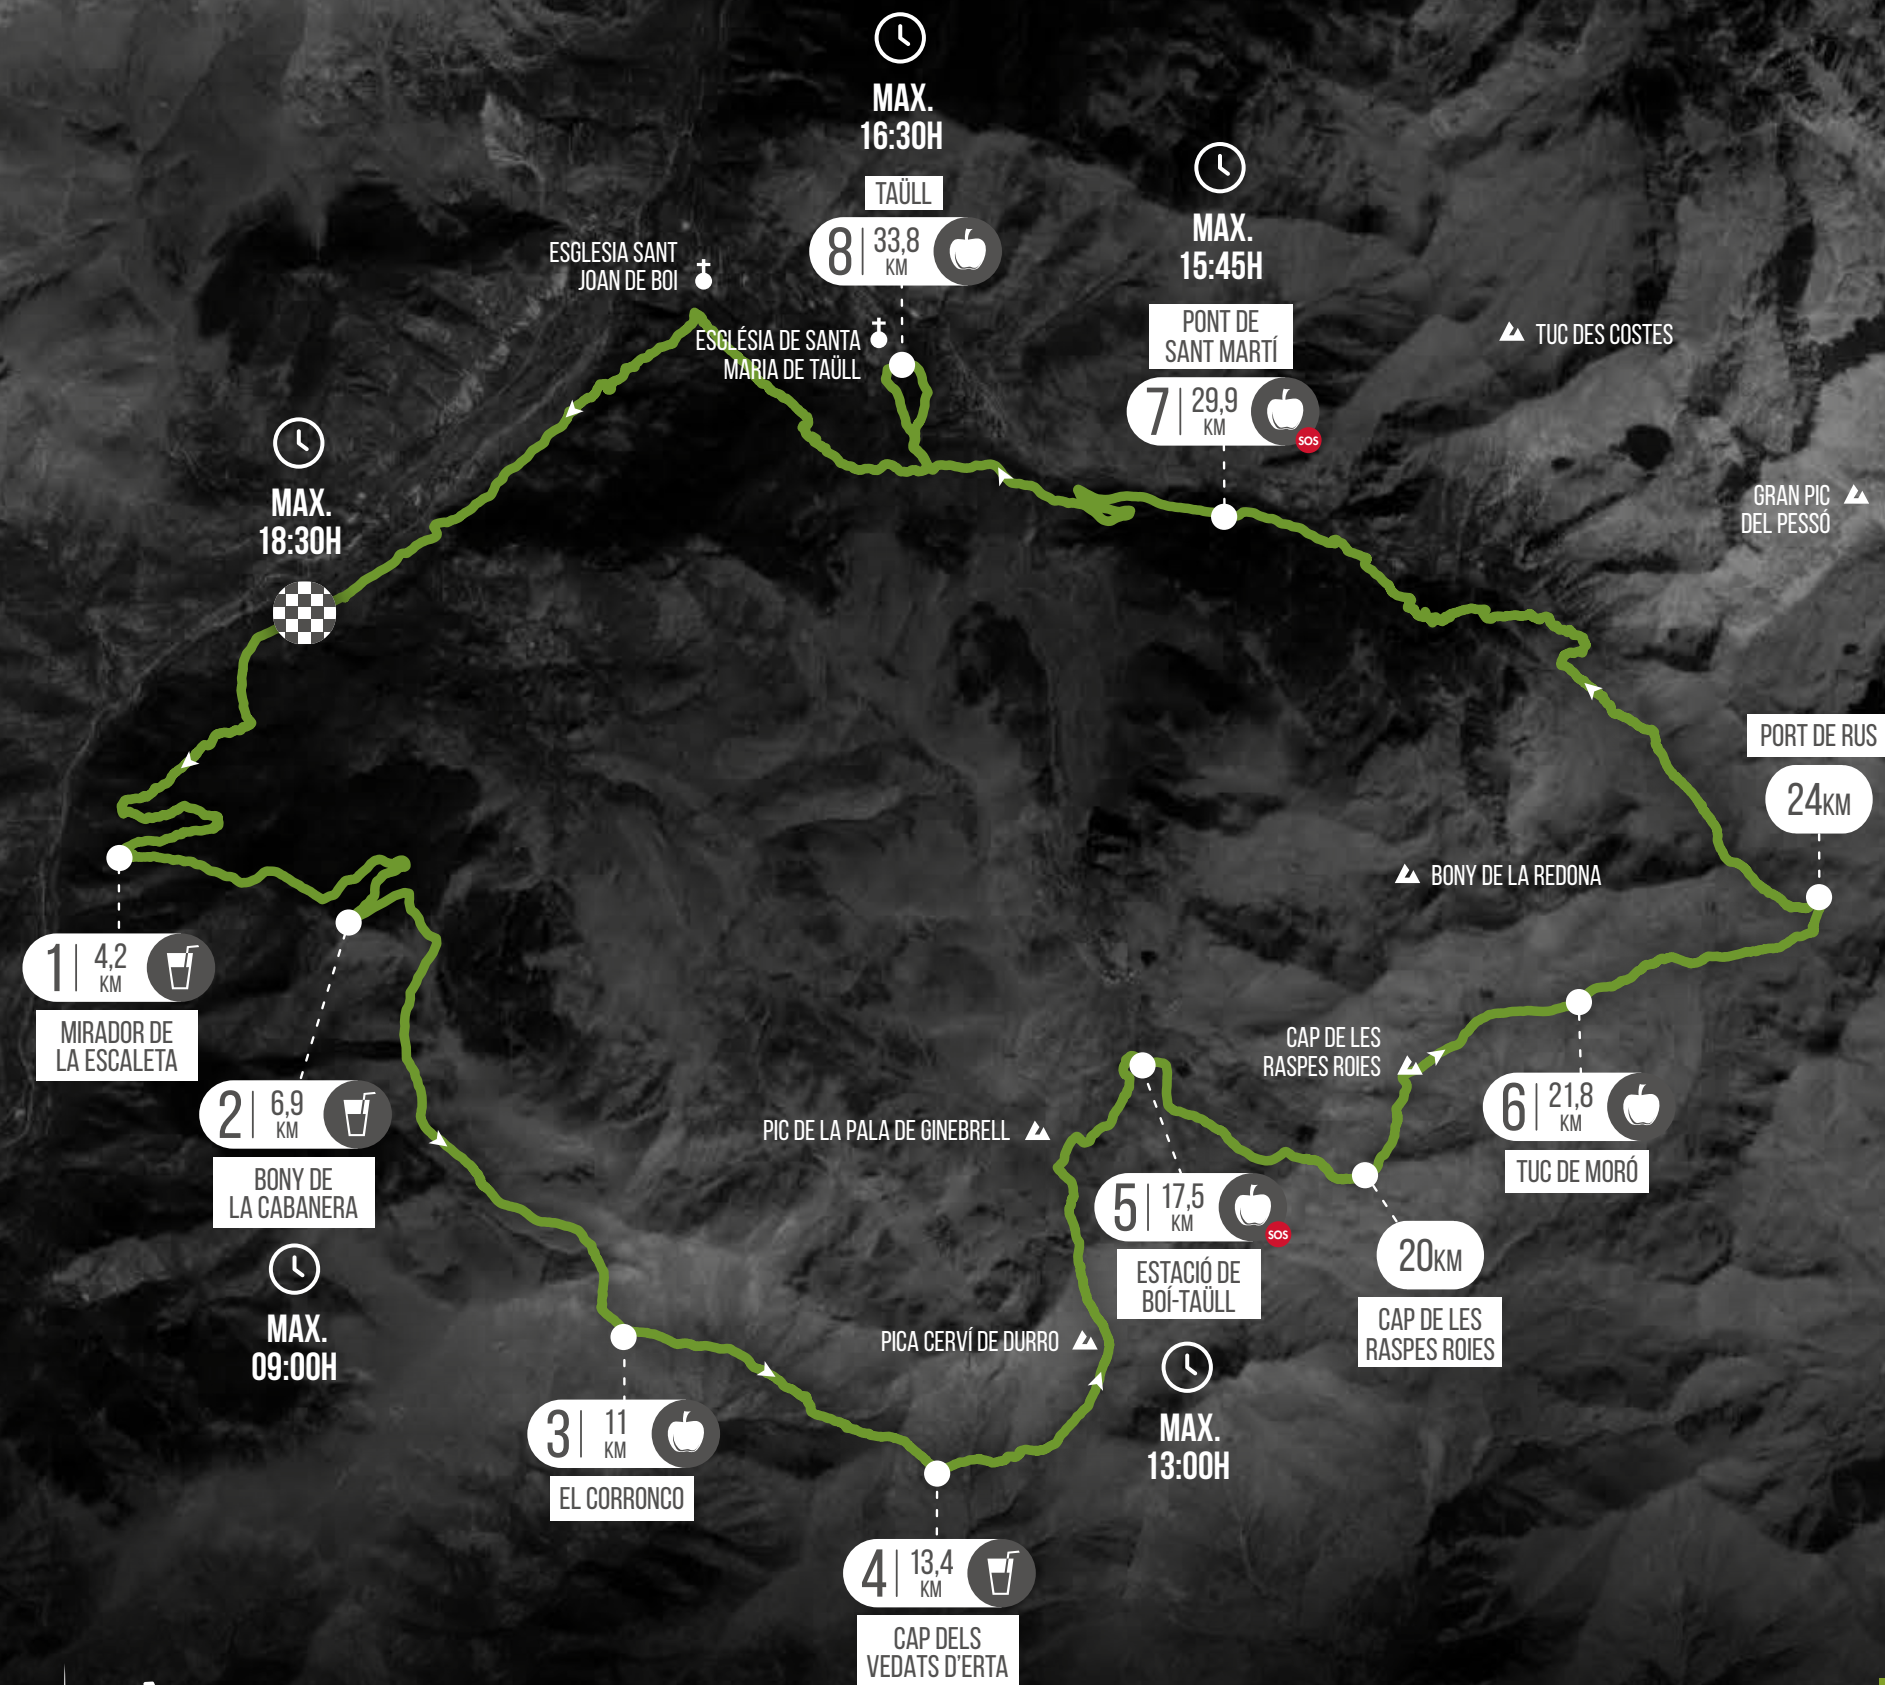 MAX.
16:30H
TAÜLL
8
33,8
KM
MAX.
15:45H
PONT DE
SANT MARTÍ
7
29,9
KM
SOS
ESGLESIA SANT
JOAN DE BOI
ESGLÉSIA DE SANTA
MARIA DE TAÜLL
TUC DES COSTES
GRAN PIC
DEL PESSÓ
MAX.
18:30H
PORT DE RUS
24KM
BONY DE LA REDONA
1
4,2
KM
MIRADOR DE
LA ESCALETA
2
6,9
KM
BONY DE
LA CABANERA
MAX.
09:00H
CAP DE LES
RASPES ROIES
6
21,8
KM
TUC DE MORÓ
PIC DE LA PALA DE GINEBRELL
5
17,5
KM
SOS
ESTACIÓ DE
BOÍ-TAÜLL
MAX.
13:00H
20KM
CAP DE LES
RASPES ROIES
PICA CERVÍ DE DURRO
3
11
KM
EL CORRONCO
4
13,4
KM
CAP DELS
VEDATS D'ERTA